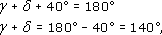 γ + δ + 40° = 180°
γ + δ = 180° − 40° = 140°,